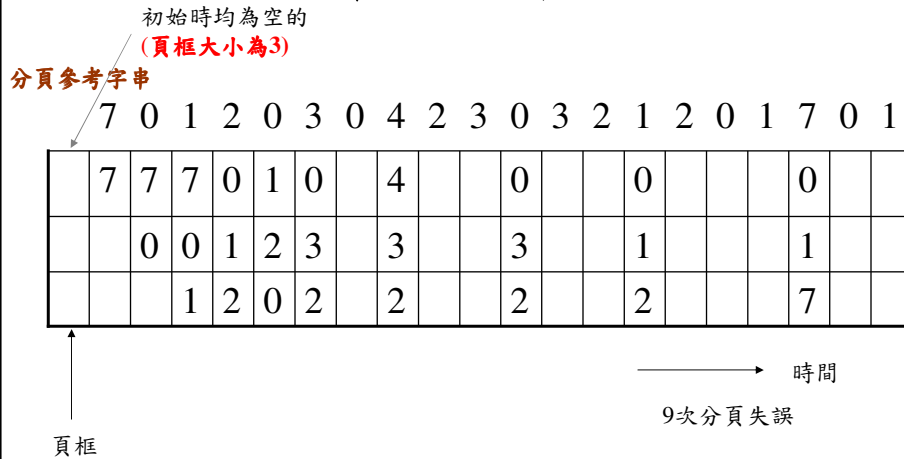 初始時均為空的
(頁框大小為3)
分頁參考字串
7 0 1 2 0 3 0 4 2 3 0 3 2 1 2 0 1 7 0 1
7 7 7 0 1 0 4 0 0 0
0 0 1 2 3 3 3 1 1
1 2 0 2 2 2 2 7
時間
9次分頁失誤
頁框